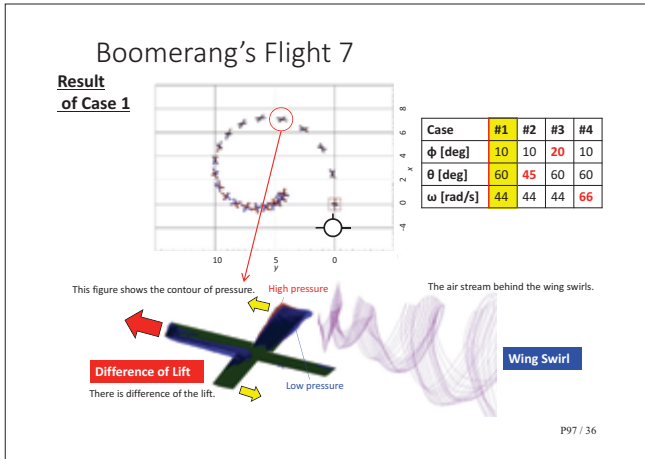 Boomerang's Flight 7
Result
of Case 1
8
6
4
2
0
-4
x
10
5
0
y
Case #1 #2 #3 #4
ϕ [deg] 10 10 20 10
θ [deg] 60 45 60 60
ω [rad/s] 44 44 44 66
This figure shows the contour of pressure.
High pressure
The air stream behind the wing swirls.
Difference of Lift
Low pressure
Wing Swirl
There is difference of the lift.
P97 / 36